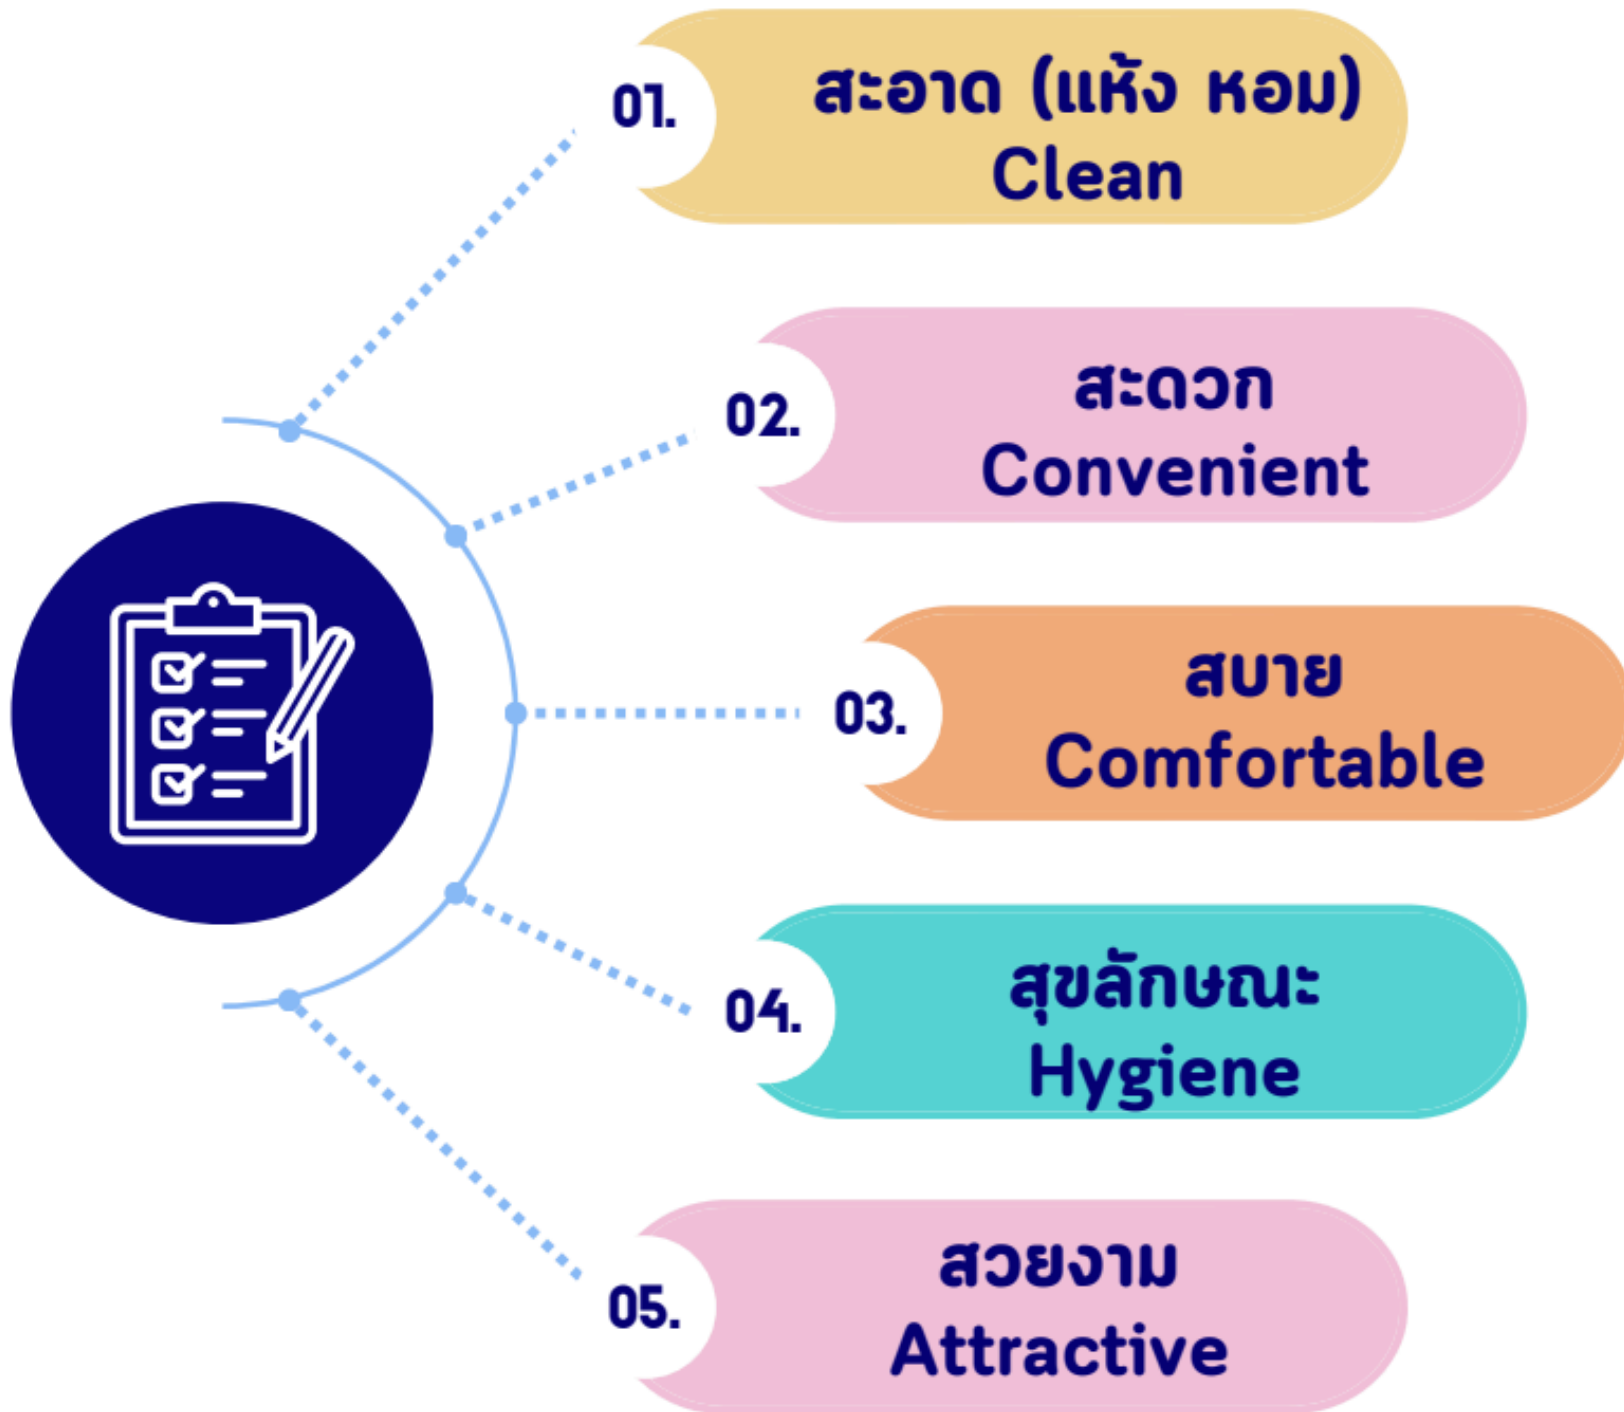 01.
สะอาด (แห้ง หอม)
Clean
02.
สะดวก
Convenient
03.
สบาย
Comfortable
04.
สุขลักษณะ
Hygiene
05.
สวยงาม
Attractive